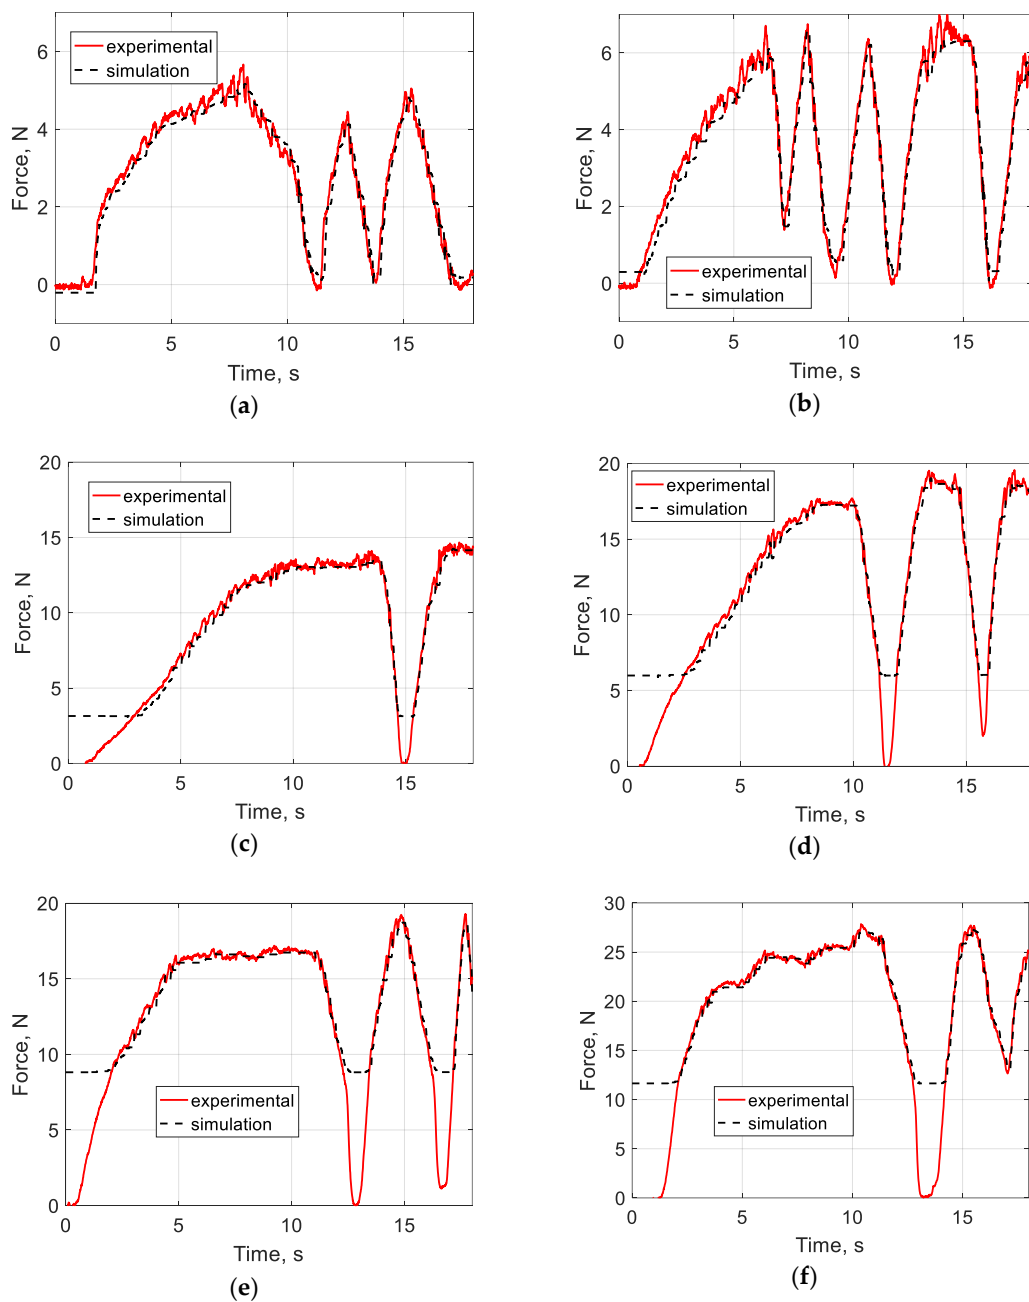 experimental
simulation
Force, N
6
4
2
0
0 5 10 15
Time, s
(a)
experimental
simulation
Force, N
6
4
2
0
0 5 10 15
Time, s
(b)
experimental
simulation
Force, N
20
15
10
5
0
0 5 10 15
Time, s
(c)
experimental
simulation
Force, N
20
15
10
5
0
0 5 10 15
Time, s
(d)
experimental
simulation
Force, N
20
15
10
5
0
0 5 10 15
Time, s
(e)
experimental
simulation
Force, N
30
25
20
15
10
5
0
0 5 10 15
Time, s
(f)